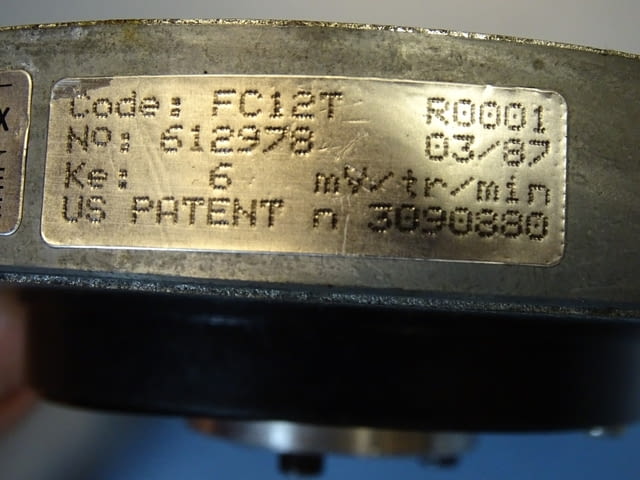 Code: FC12T R0001
No: 612978 03/87
Ke: 6 mV/tr/min
US PATENT n 3090880